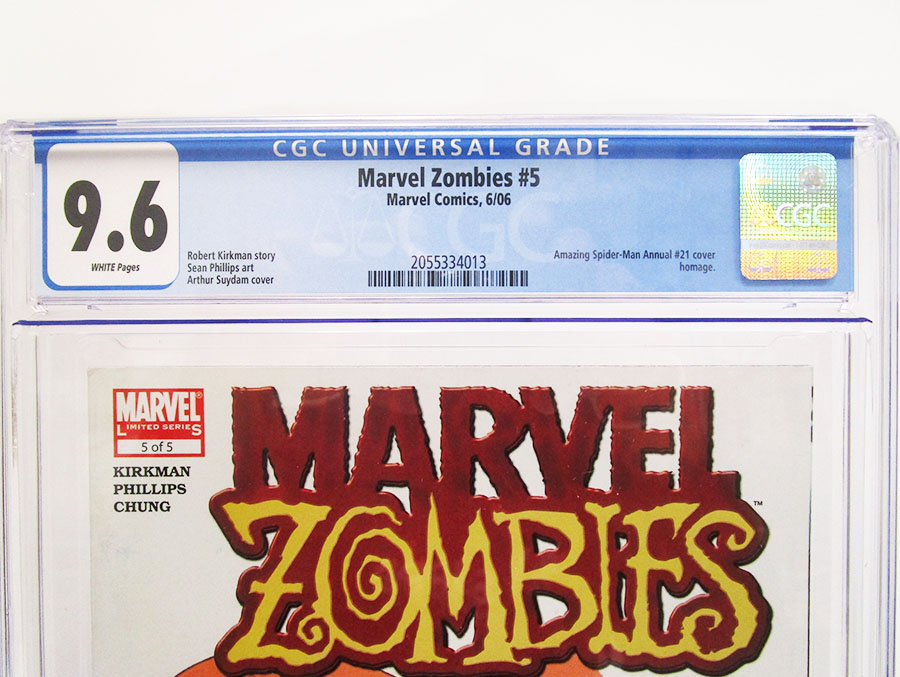 CGC UNIVERSAL GRADE
9.6
WHITE Pages
Marvel Zombies #5
Marvel Comics, 6/06
Robert Kirkman story
Sean Phillips art
Arthur Suydam cover
CGC
2055334013
Amazing Spider-Man Annual #21 cover
homage.
CGC
MARVEL®
LIMITED SERIES
5 of 5
KIRKMAN
PHILLIPS
CHUNG
MARVEL
ZOMBIES™